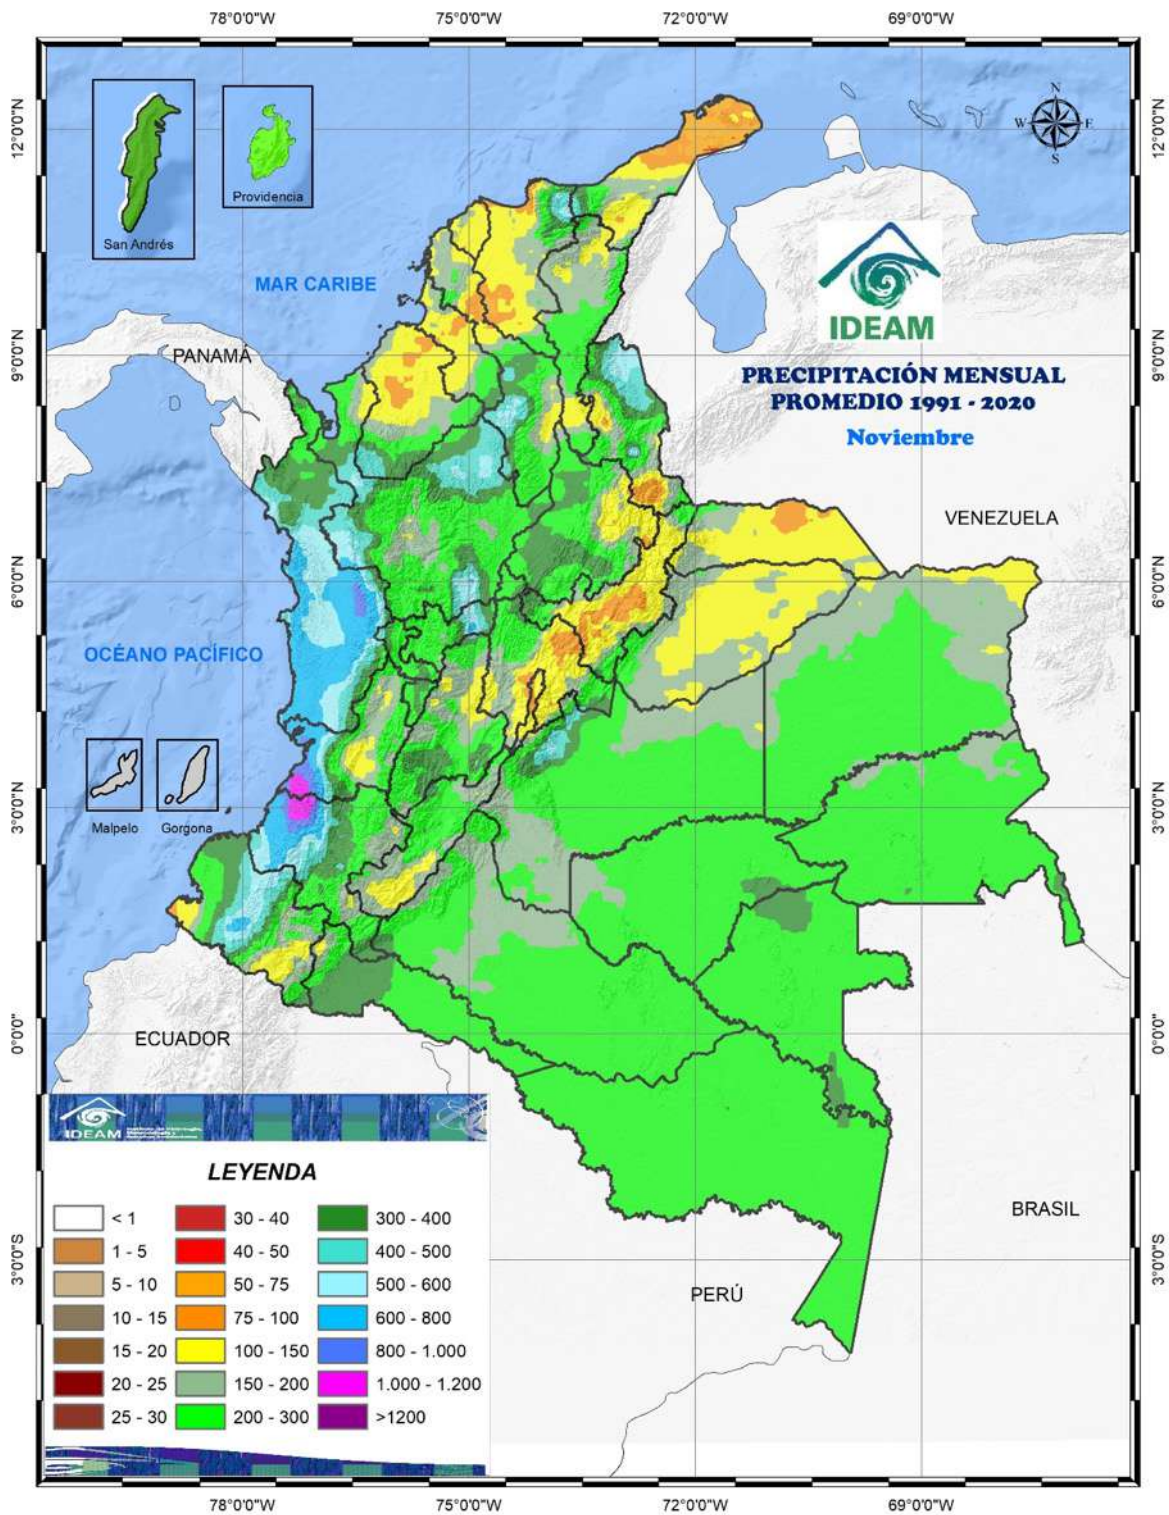 78°0'0"W 75°0'0"W 72°0'0"W 69°0'0"W
12°0'0"N
12°0'0"N
Providencia
San Andrés
MAR CARIBE
IDEAM
9°0'0"N
PANAMÁ
9°0'0"N
PRECIPITACIÓN MENSUAL
PROMEDIO 1991 - 2020
Noviembre
VENEZUELA
6°0'0"N
6°0'0"N
OCÉANO PACÍFICO
3°0'0"N
3°0'0"N
Malpelo Gorgona
0°0'0"
ECUADOR
0°0'0"
IDEAM
LEYENDA
< 1 30 - 40 300 - 400
1 - 5 40 - 50 400 - 500
5 - 10 50 - 75 500 - 600
10 - 15 75 - 100 600 - 800
15 - 20 100 - 150 800 - 1.000
20 - 25 150 - 200 1.000 - 1.200
25 - 30 200 - 300 >1200
BRASIL
3°0'0"S
3°0'0"S
PERÚ
78°0'0"W 75°0'0"W 72°0'0"W 69°0'0"W
N
W E
S